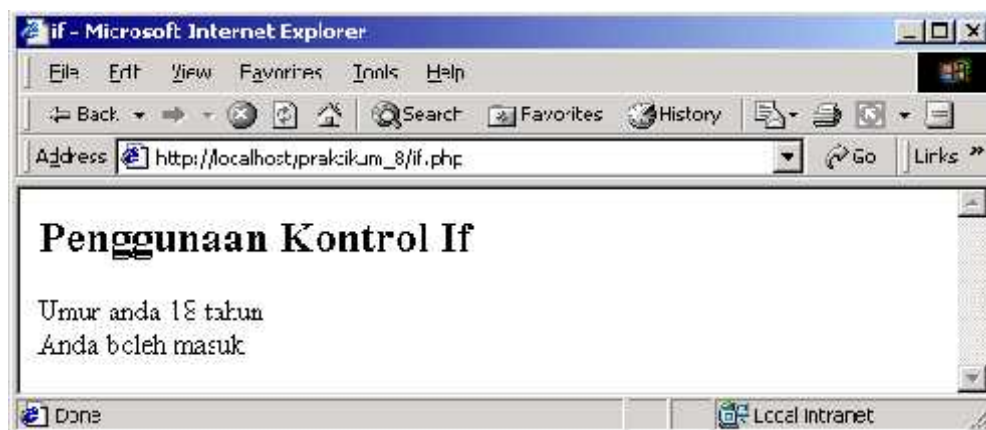 if - Microsoft Internet Explorer
File Edit View Favorites Tools Help
Back Search Favorites History
Address http://localhost/praktikum_8/if.php Go Links »
Penggunaan Kontrol If
Umur anda 18 tahun
Anda boleh masuk
Done Local intranet